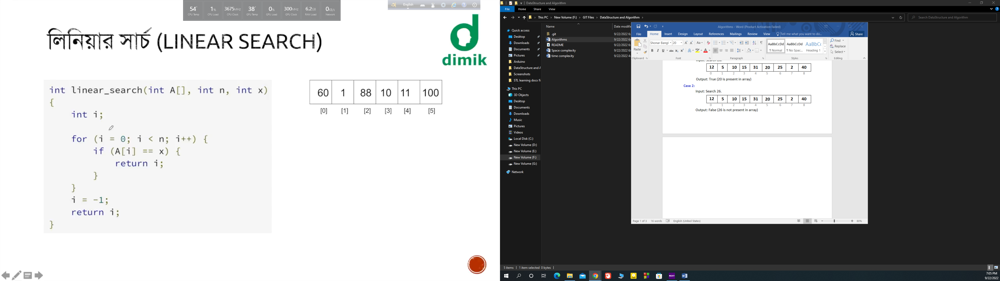 54°
CPU Temp
1%
CPU Load
3675MHz
CPU Clock
38°
GPU Temp
0%
GPU Load
300MHz
GPU Clock
6.2GB
RAM Load
0KB/s
Network
অ English
লিনিয়ার সার্চ (LINEAR SEARCH)
dimik
int linear_search(int A[], int n, int x)
{
int i;
for (i = 0; i < n; i++) {
if (A[i] == x) {
return i;
}
}
i = -1;
return i;
}
60 1 88 10 11 100
[0] [1] [2] [3] [4] [5]
DataStructure and Algorithm
File Home Share View
This PC › New Volume (F:) › GIT Files › DataStructure and Algorithm ›
Search DataStructure and Algorithm
Quick access
Desktop
Downloads
Documents
Pictures
Arduino
DataStructure and A
Screenshots
STL learning docx fi
This PC
3D Objects
Desktop
Documents
Downloads
Music
Pictures
Videos
Local Disk (C:)
New Volume (D:)
New Volume (E:)
New Volume (F:)
New Volume (G:)
Network
Name Date modifi
.git 9/22/2022 6:
Algorithms 9/22/2022 6:
README 9/22/2022 6:
Space complexity 9/22/2022 6:
time complexity 9/22/2022 4:
Algorithms - Word (Product Activation Failed)
File Home Insert Design Layout References Mailings Review View Tell me what you want to do... Share
Paste
Clipboard
Shonar Bangl 20
B I U abc x₂ x²
Font
Paragraph
AaBbCcDd AaBbCcDd AaBbC
¶ Normal ¶ No Spac... Heading 1
Styles
Find
Replace
Select
Editing
12 5 10 15 31 20 25 2 40
0 1 2 3 4 5 6 7 8
Output: True (20 is present in array)
Case 2:
Input: Search 26.
12 5 10 15 31 20 25 2 40
0 1 2 3 4 5 6 7 8
Output: False (26 is not present in array)
Page 1 of 3 16 words English (United States) 80%
5 items 1 item selected 0 bytes
NZXT
7:05 PM
9/22/2022